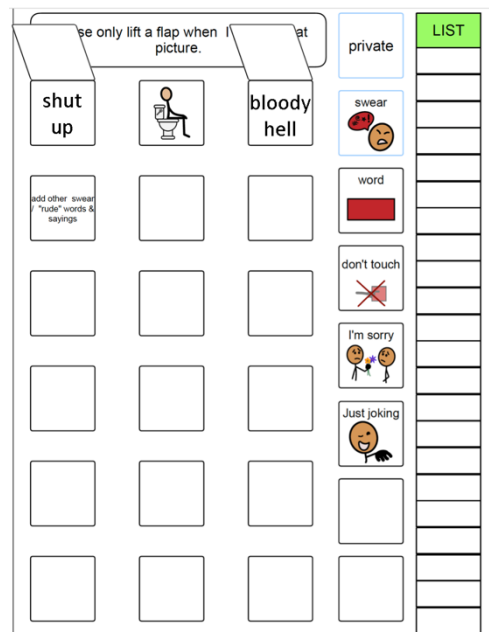 se only lift a flap when I at
picture.
private
LIST
shut
up
bloody
hell
swear
add other swear
/ "rude" words &
sayings
word
don't touch
I'm sorry
Just joking